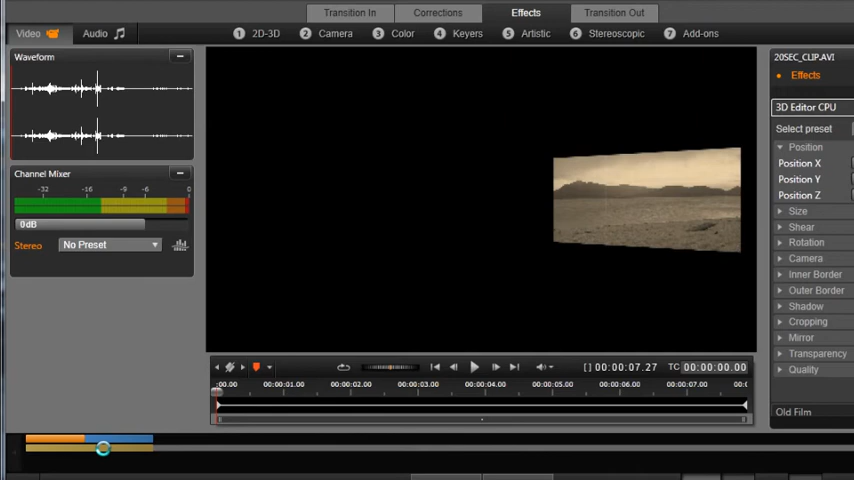 Transition In Corrections Effects Transition Out
Video Audio 1 2D-3D 2 Camera 3 Color 4 Keyers 5 Artistic 6 Stereoscopic 7 Add-ons
Waveform
20SEC_CLIP.AVI
Effects
3D Editor CPU
Select preset
Position
Position X
Position Y
Position Z
Size
Shear
Rotation
Camera
Inner Border
Outer Border
Shadow
Cropping
Mirror
Transparency
Quality
Old Film
Channel Mixer
-32 -16 -9 -6 0
0dB
Stereo No Preset
[] 00:00:07.27 TC 00:00:00.00
:00.00 00:00:01.00 00:00:02.00 00:00:03.00 00:00:04.00 00:00:05.00 00:00:06.00 00:00:07.00